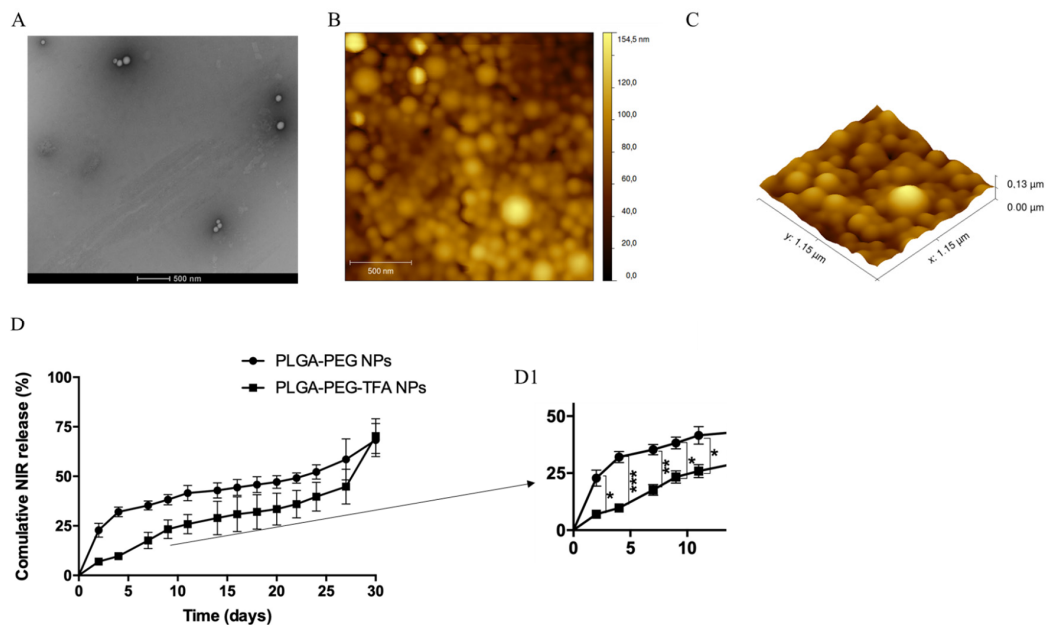 A
B
C
500 nm
500 nm
154,5 nm
120,0
100,0
80,0
60,0
40,0
20,0
0,0
0.13 µm
0.00 µm
y: 1.15 µm
x: 1.15 µm
D
PLGA-PEG NPs
PLGA-PEG-TFA NPs
Comulative NIR release (%)
100
75
50
25
0
0
5
10
15
20
25
30
Time (days)
D1
50
25
0
0
5
10
*
***
**
*
*